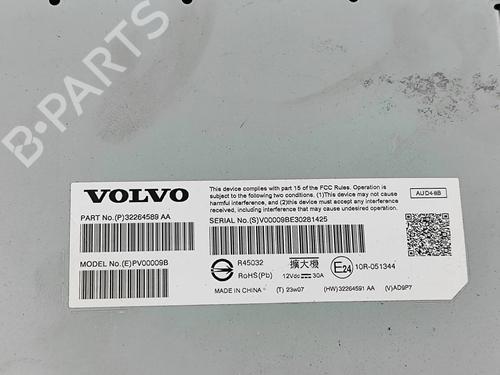 B-PARTS
VOLVO
This device complies with part 15 of the FCC Rules. Operation is
subject to the following two conditions. (1)This device may not cause
harmful interference, and (2)this device must accept any interference
received, including interference that may cause undesired operation.
AUD4-8B
PART No.(P)32264589 AA
SERIAL No.(S)V00009BE30281425
MODEL No.(E)PV00009B
R45032
RoHS(Pb)
擴大機
12Vdc 30A
E24 10R-051344
MADE IN CHINA
(T) 23w07
(HW)32264591 AA
(V)AD9P7